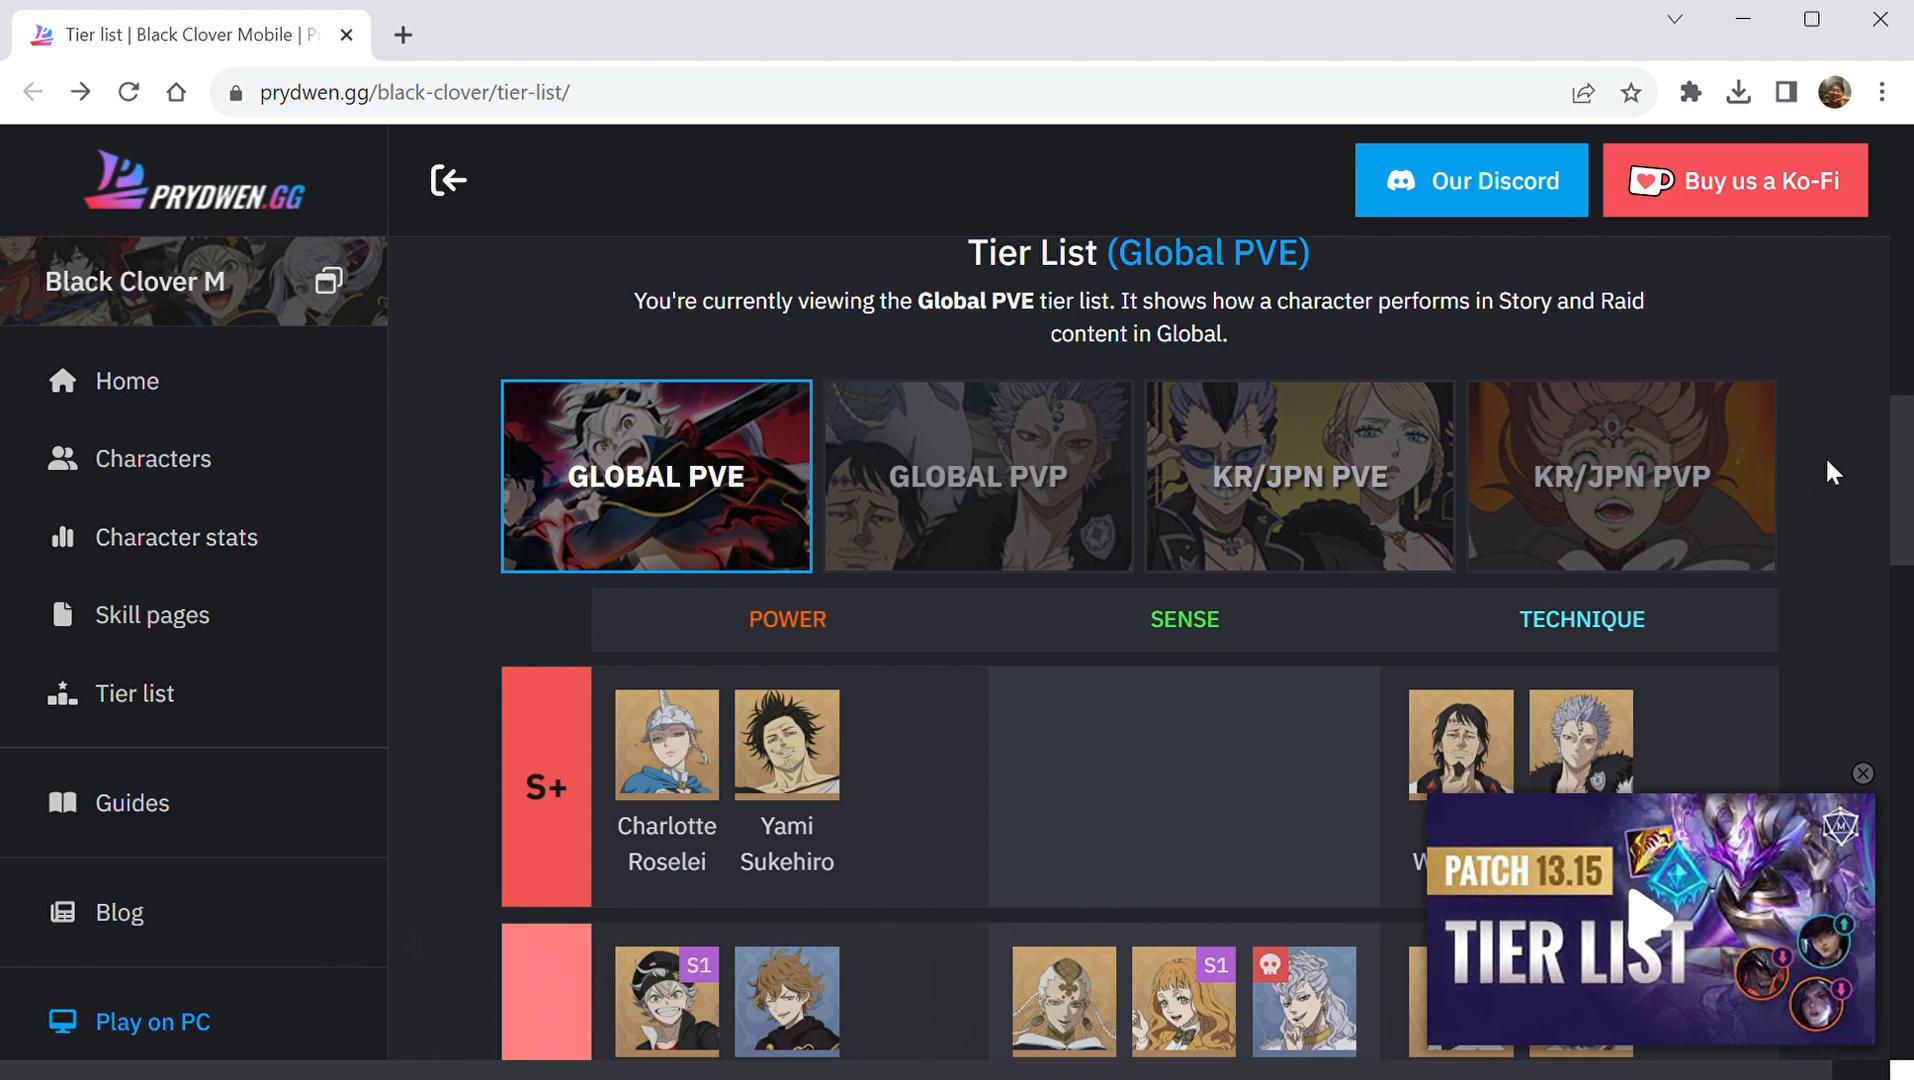 Tier list | Black Clover Mobile | Pr
prydwen.gg/black-clover/tier-list/
PRYDWEN.GG
Our Discord
Buy us a Ko-Fi
Black Clover M
Home
Characters
Character stats
Skill pages
Tier list
Guides
Blog
Play on PC
Tier List (Global PVE)
You're currently viewing the Global PVE tier list. It shows how a character performs in Story and Raid
content in Global.
GLOBAL PVE
GLOBAL PVP
KR/JPN PVE
KR/JPN PVP
POWER
SENSE
TECHNIQUE
S+
Charlotte
Roselei
Yami
Sukehiro
W
S1
S1
PATCH 13.15
TIER LIST
M